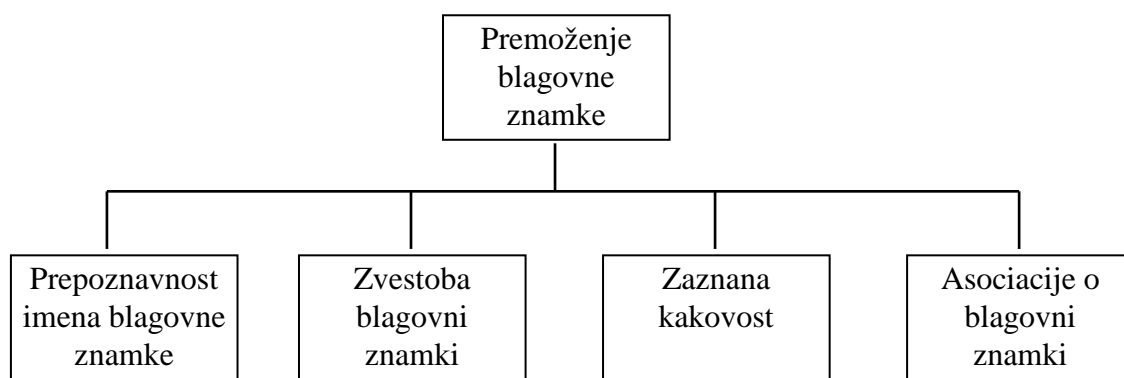 Premoženje
blagovne
znamke
Prepoznavnost
imena blagovne
znamke
Zvestoba
blagovni
znamki
Zaznana
kakovost
Asociacije o
blagovni
znamki